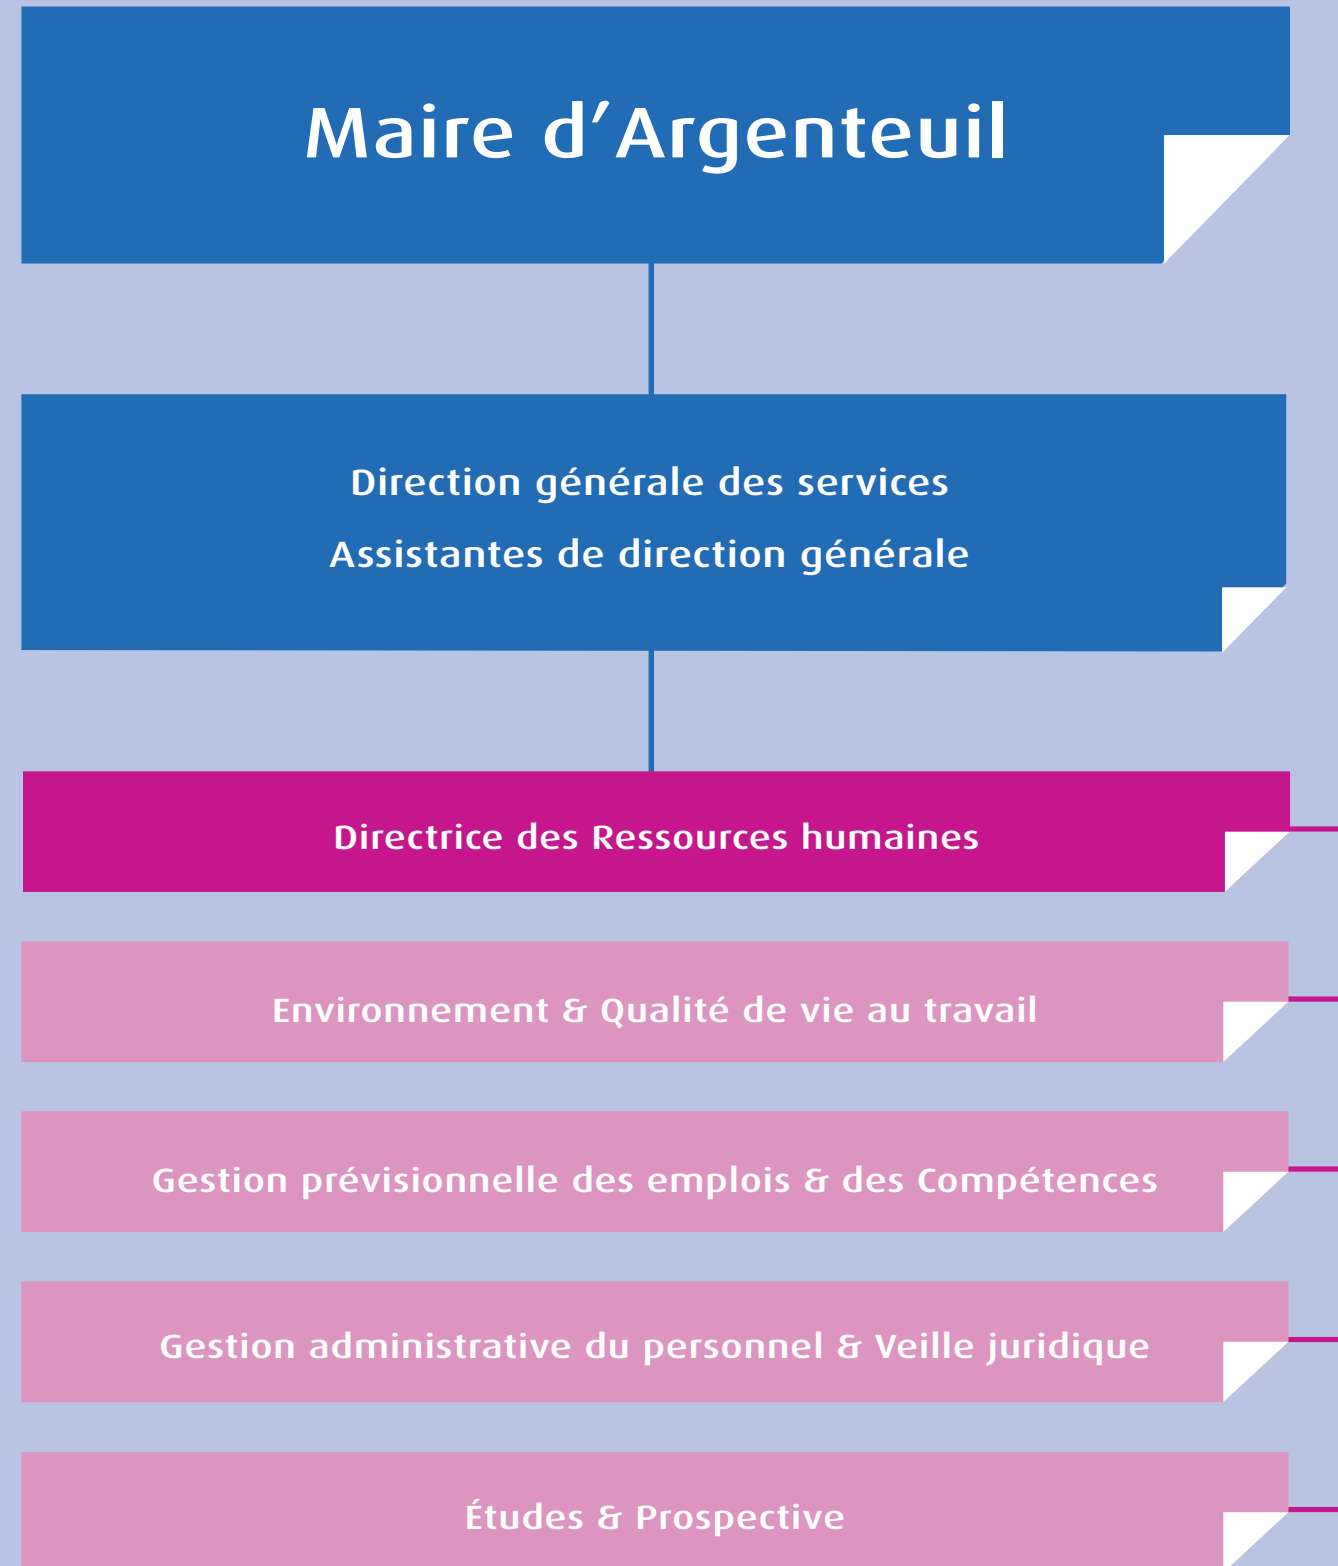 Maire d’Argenteuil
Direction générale des services
Assistantes de direction générale
Directrice des Ressources humaines
Environnement & Qualité de vie au travail
Gestion prévisionnelle des emplois & des Compétences
Gestion administrative du personnel & Veille juridique
Études & Prospective